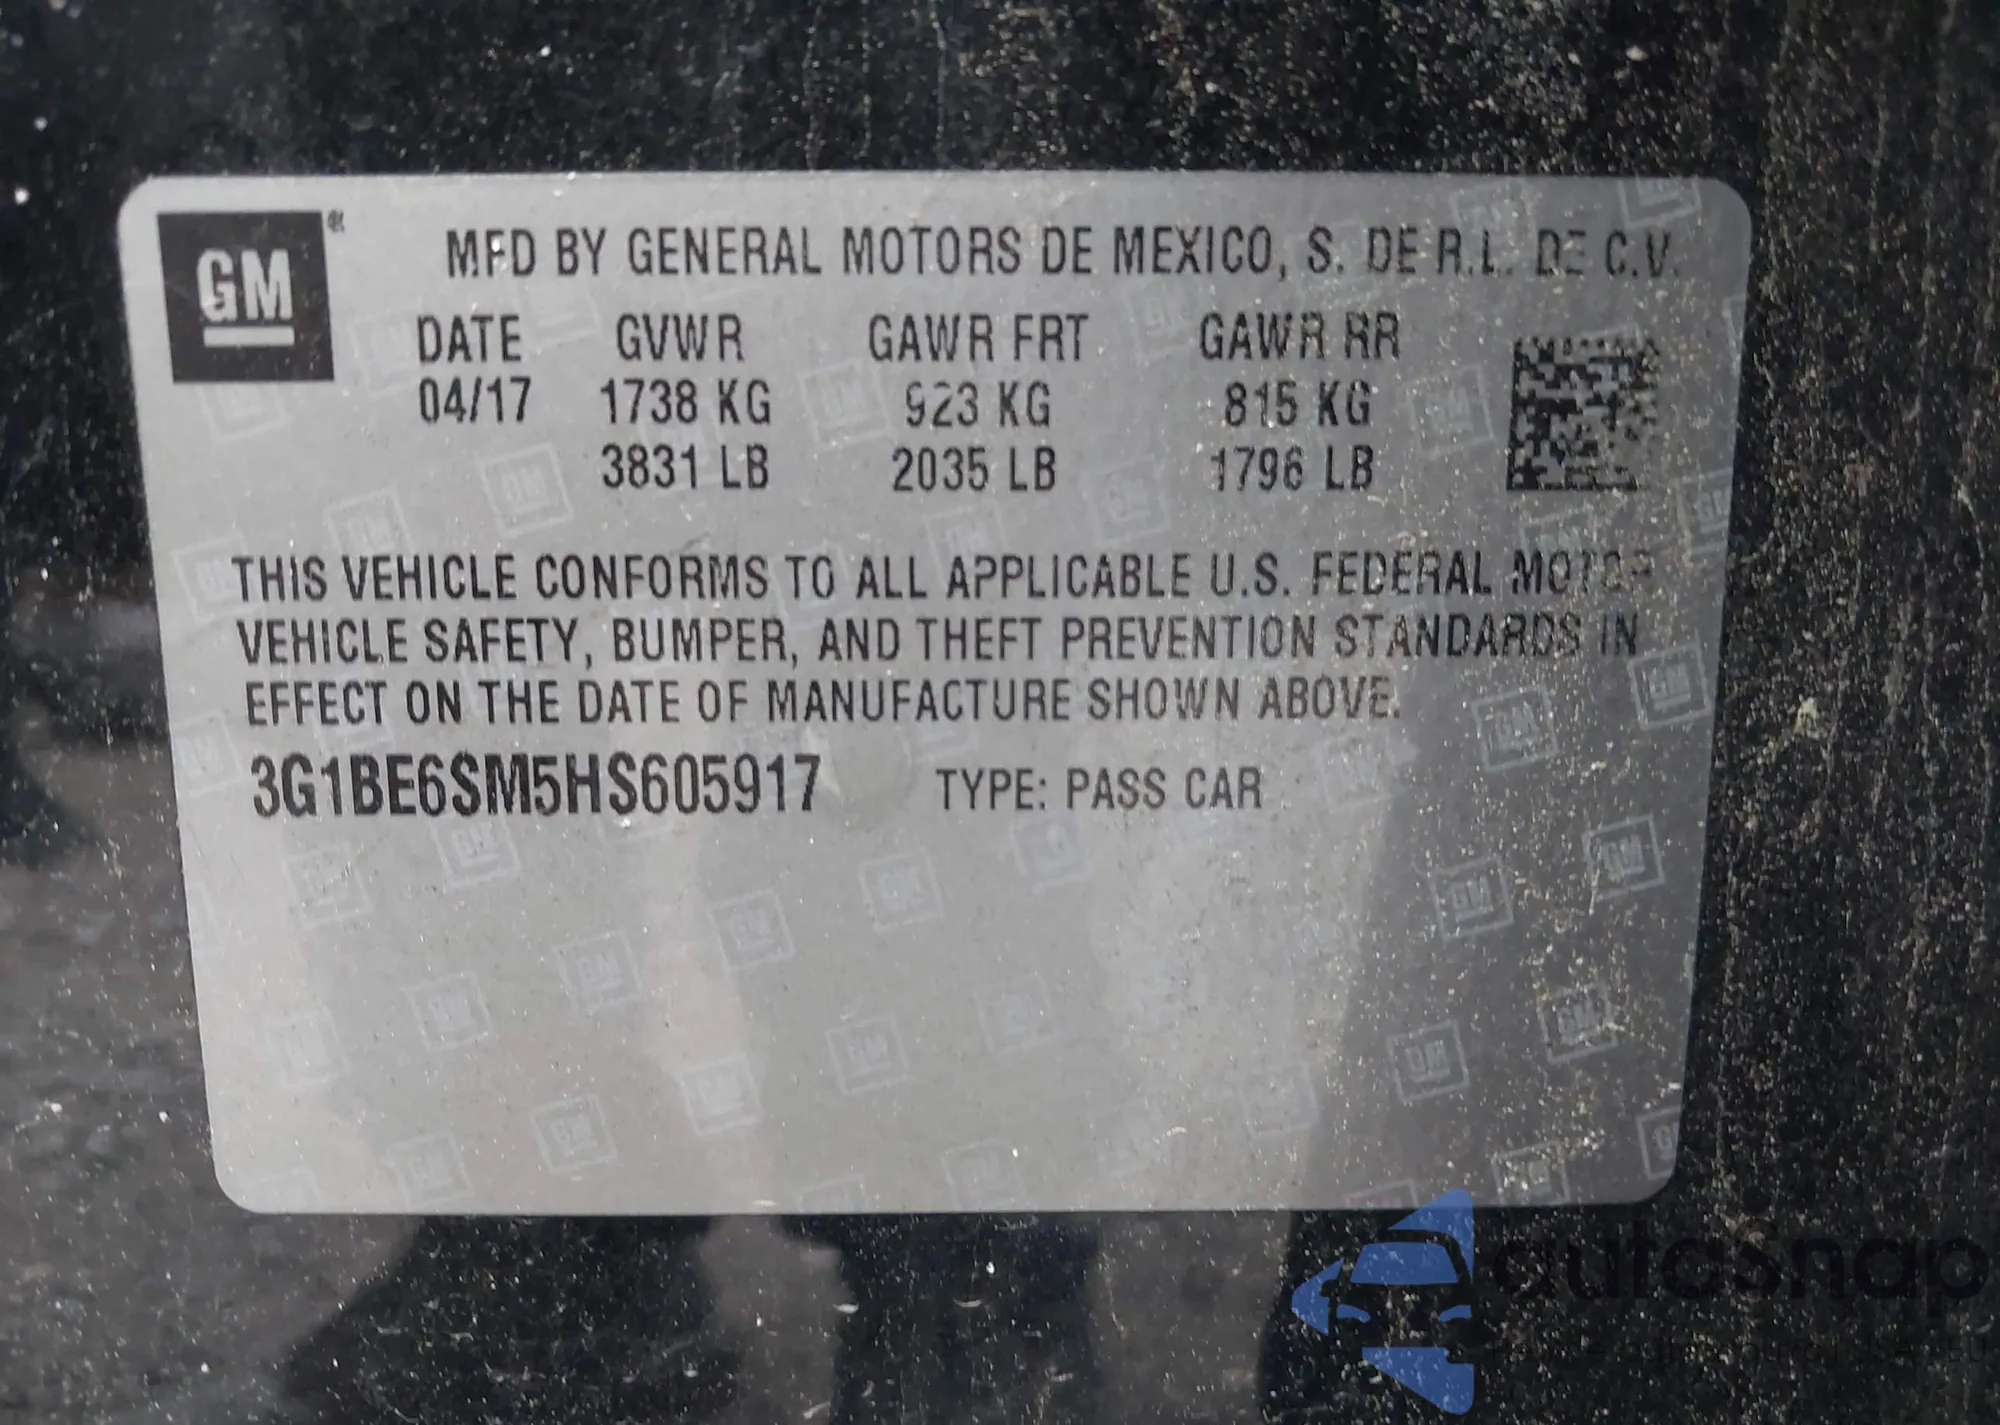 GM®
MFD BY GENERAL MOTORS DE MEXICO, S. DE R.L. DE C.V.
DATE GVWR GAWR FRT GAWR RR
04/17 1738 KG 923 KG 815 KG
3831 LB 2035 LB 1796 LB
THIS VEHICLE CONFORMS TO ALL APPLICABLE U.S. FEDERAL MOTOR
VEHICLE SAFETY, BUMPER, AND THEFT PREVENTION STANDARDS IN
EFFECT ON THE DATE OF MANUFACTURE SHOWN ABOVE.
3G1BE6SM5HS605917 TYPE: PASS CAR
autosnap